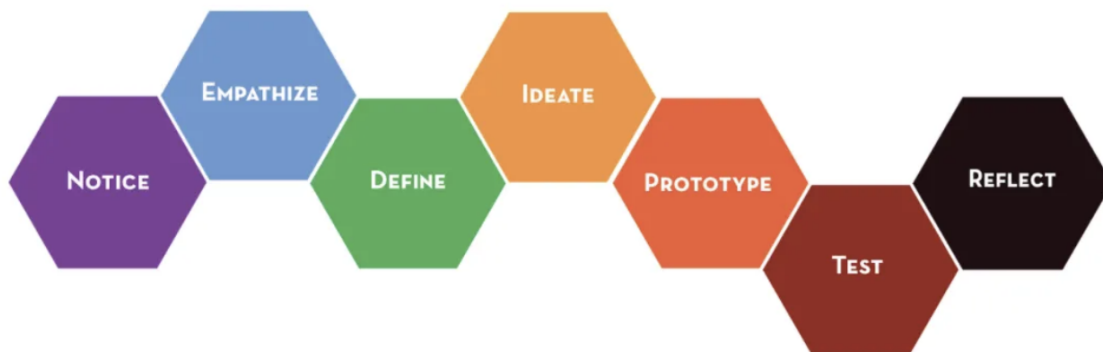 Notice
Empathize
Define
Ideate
Prototype
Test
Reflect